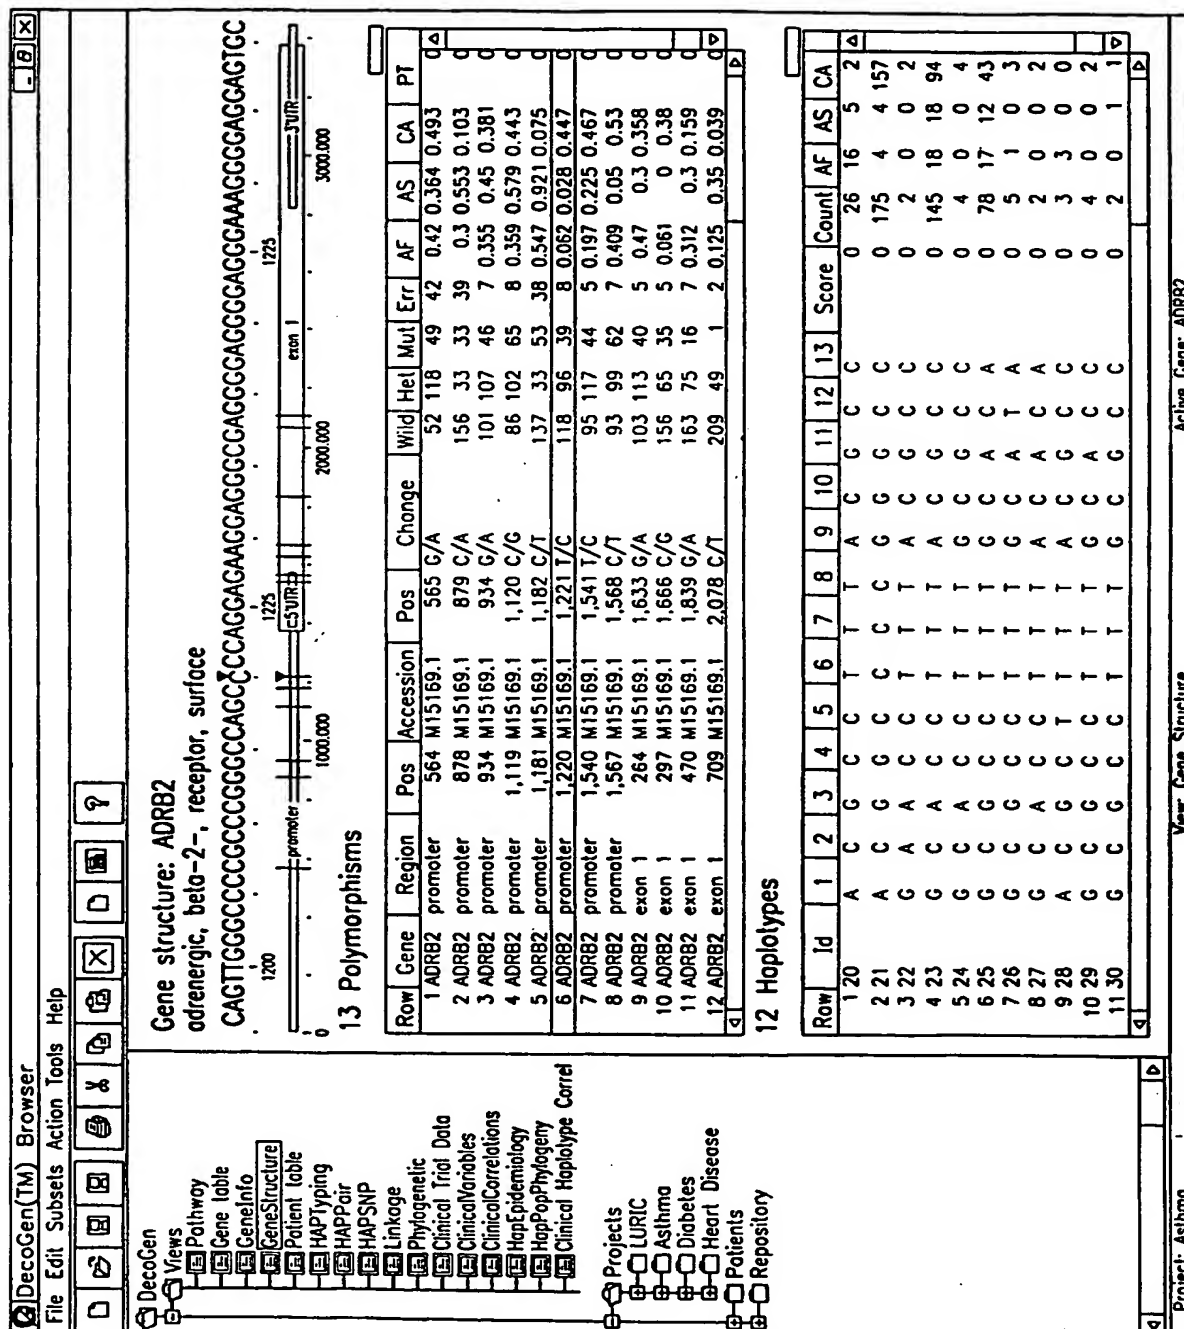 DecoGen(TM) Browser
File Edit Subsets Action Tools Help
DecoGen
Views
Pathway
Gene table
GeneInfo
GeneStructure
Patient table
HAPTyping
HAPPair
HAPSNP
Linkage
Phylogenetic
Clinical Trial Data
ClinicalVariables
ClinicalCorrelations
HapEpidemiology
HapPopPhylogeny
Clinical Haplotype Correl
Projects
LURIC
Asthma
Diabetes
Heart Disease
Patients
Repository
Gene structure: ADRB2
adrenergic, beta-2-, receptor, surface
1200 1225 1225
promoter 5'UTR exon 1 3'UTR
0 1000.000 2000.000 3000.000
13 Polymorphisms
Row Gene Region Pos Accession Pos Change Wild Het Mut Err AF AS CA PT
1 ADRB2 promoter 564 M15169.1 565 G/A 52 118 49 42 0.42 0.364 0.493 0
2 ADRB2 promoter 878 M15169.1 879 C/A 156 33 33 39 0.3 0.553 0.103 0
3 ADRB2 promoter 934 M15169.1 934 G/A 101 107 46 7 0.355 0.45 0.381 0
4 ADRB2 promoter 1,119 M15169.1 1,120 C/G 86 102 65 8 0.359 0.579 0.443 0
5 ADRB2 promoter 1,181 M15169.1 1,182 C/T 137 33 53 38 0.547 0.921 0.075 0
6 ADRB2 promoter 1,220 M15169.1 1,221 T/C 118 96 39 8 0.062 0.028 0.447 0
7 ADRB2 promoter 1,540 M15169.1 1,541 T/C 95 117 44 5 0.197 0.225 0.467 0
8 ADRB2 promoter 1,567 M15169.1 1,568 C/T 93 99 62 7 0.409 0.05 0.53 0
9 ADRB2 exon 1 264 M15169.1 1,633 G/A 103 113 40 5 0.47 0.3 0.358 0
10 ADRB2 exon 1 297 M15169.1 1,666 C/G 156 65 35 5 0.061 0 0.38 0
11 ADRB2 exon 1 470 M15169.1 1,839 G/A 163 75 16 7 0.312 0.3 0.159 0
12 ADRB2 exon 1 709 M15169.1 2,078 C/T 209 49 1 2 0.125 0.35 0.039 0
12 Haplotypes
Row Id 1 2 3 4 5 6 7 8 9 10 11 12 13 Score Count AF AS CA
1 20 A C G C C T T T A C G C C 0 26 16 5 2
2 21 A C G G C C C C G G G C C 0 175 4 4 157
3 22 G A A C C T T T A C G C C 0 2 0 0 2
4 23 G C A C C T T T A C G C C 0 145 18 18 94
5 24 G C A C C T T T G C G C C 0 4 0 0 4
6 25 G C G C C T T T G C A C A 0 78 17 12 43
7 26 G C G C C T T T G C A T A 0 5 1 0 3
8 27 G C A C C T T T A C A C A 0 2 0 0 2
9 28 A C G C T T T T A C G C C 0 3 3 0 0
10 29 G C G C C T T T G C A C C 0 4 0 0 2
11 30 G C G C C T T T G C G C C 0 2 0 1 1
Project: Asthma View: Gene Structure Active Gene: ADRB2